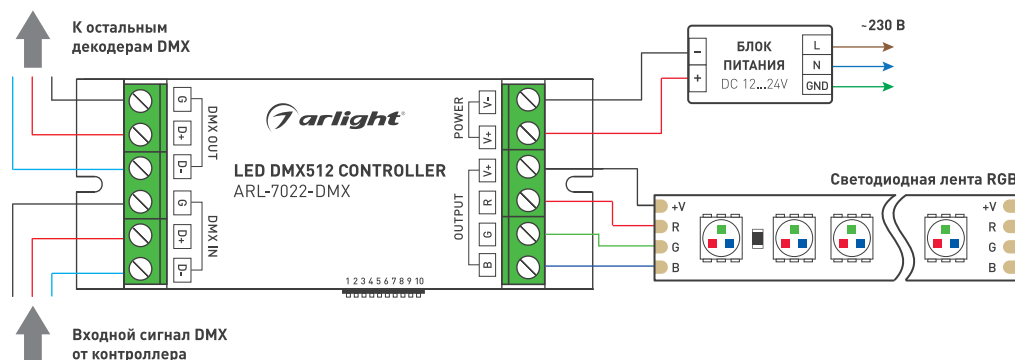 К остальным
декодерам DMX
~230 В
БЛОК
ПИТАНИЯ
DC 12...24V
–
+
L
N
GND
G
D+
D-
DMX OUT
G
D+
D-
DMX IN
arlight
LED DMX512 CONTROLLER
ARL-7022-DMX
1 2 3 4 5 6 7 8 9 10
POWER
V-
V+
OUTPUT
V+
R
G
B
Светодиодная лента RGB
+V
R
G
B
+V
R
G
B
Входной сигнал DMX
от контроллера